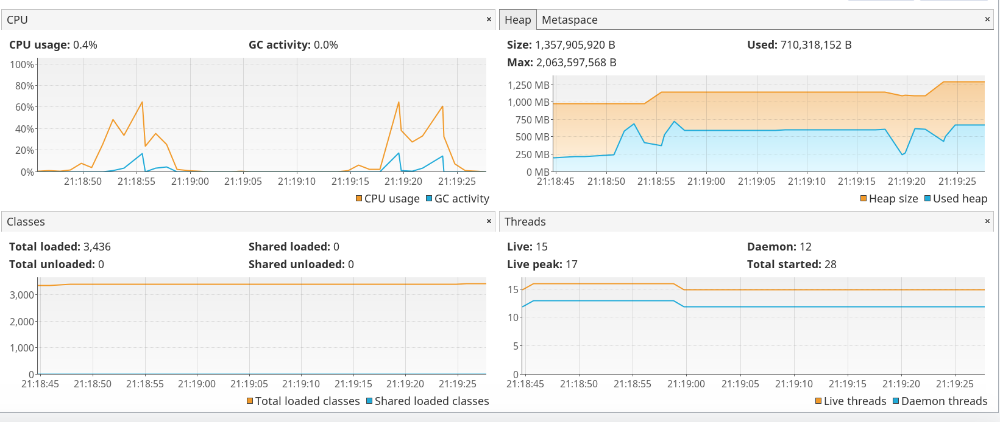 CPU ×
CPU usage: 0.4% GC activity: 0.0%
100%
80%
60%
40%
20%
0%
21:18:50 21:18:55 21:19:00 21:19:05 21:19:10 21:19:15 21:19:20 21:19:25
CPU usage GC activity
Heap Metaspace ×
Size: 1,357,905,920 B Used: 710,318,152 B
Max: 2,063,597,568 B
1,250 MB
1,000 MB
750 MB
500 MB
250 MB
0 MB
21:18:45 21:18:50 21:18:55 21:19:00 21:19:05 21:19:10 21:19:15 21:19:20 21:19:25
Heap size Used heap
Classes ×
Total loaded: 3,436 Shared loaded: 0
Total unloaded: 0 Shared unloaded: 0
3,000
2,000
1,000
0
21:18:45 21:18:50 21:18:55 21:19:00 21:19:05 21:19:10 21:19:15 21:19:20 21:19:25
Total loaded classes Shared loaded classes
Threads ×
Live: 15 Daemon: 12
Live peak: 17 Total started: 28
15
10
5
0
21:18:45 21:18:50 21:18:55 21:19:00 21:19:05 21:19:10 21:19:15 21:19:20 21:19:25
Live threads Daemon threads